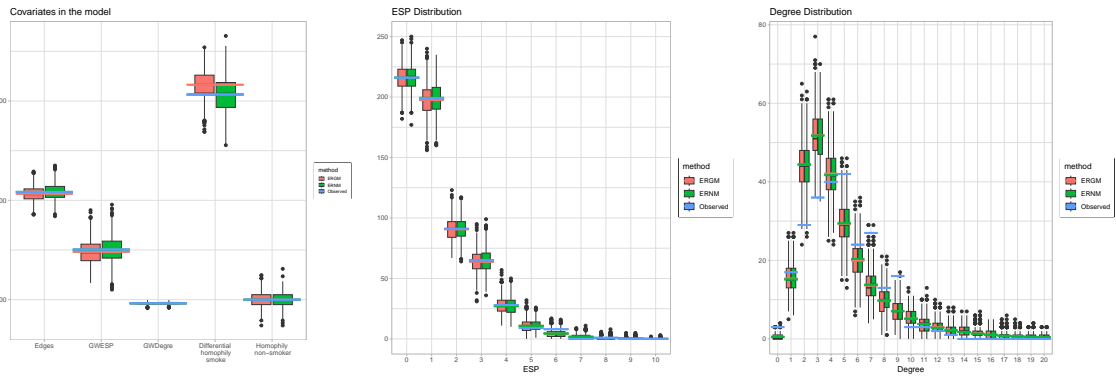 Covariates in the model
00
00
00
Edges
GWESP
GWDegre
Differential
homophily
smoke
Homophily
non−smoker
method
ERGM
ERNM
Observed
ESP Distribution
250
200
150
100
50
0
0 1 2 3 4 5 6 7 8 9 10
ESP
method
ERGM
ERNM
Observed
Degree Distribution
80
60
40
20
0
0 1 2 3 4 5 6 7 8 9 10 11 12 13 14 15 16 17 18 19 20
Degree
method
ERGM
ERNM
Observed